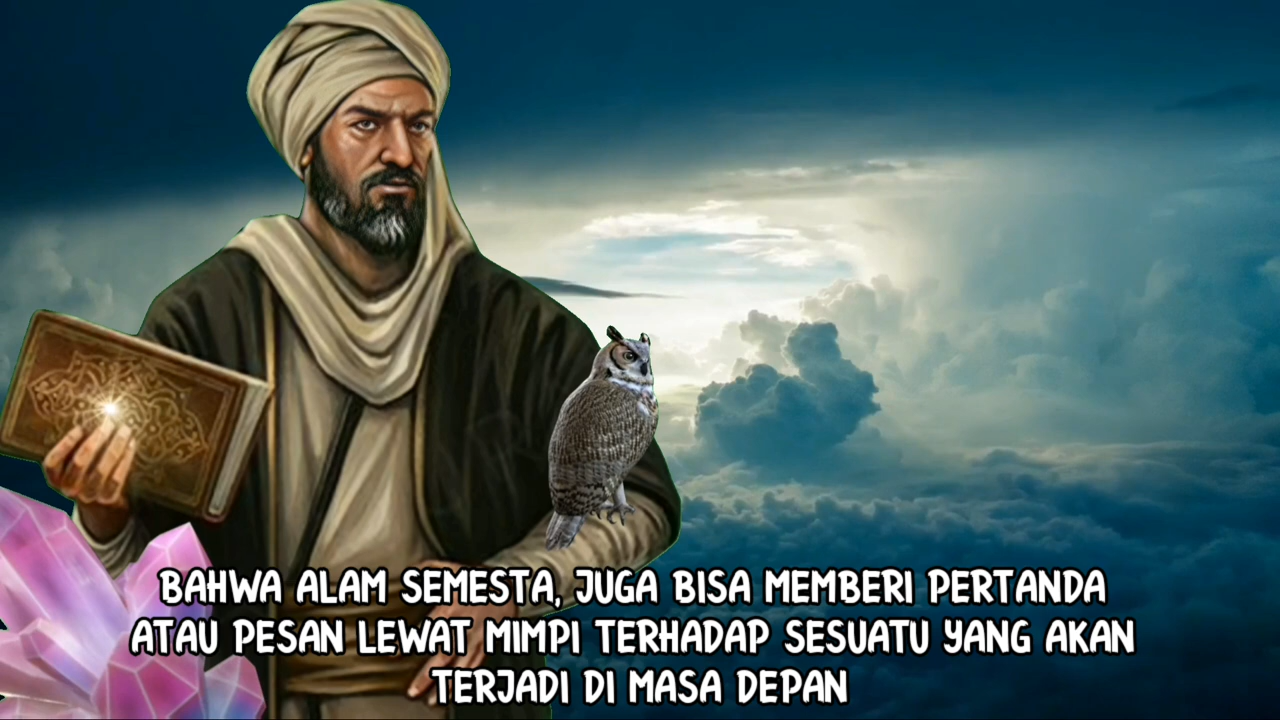 BAHWA ALAM SEMESTA, JUGA BISA MEMBERI PERTANDA
ATAU PESAN LEWAT MIMPI TERHADAP SESUATU YANG AKAN
TERJADI DI MASA DEPAN